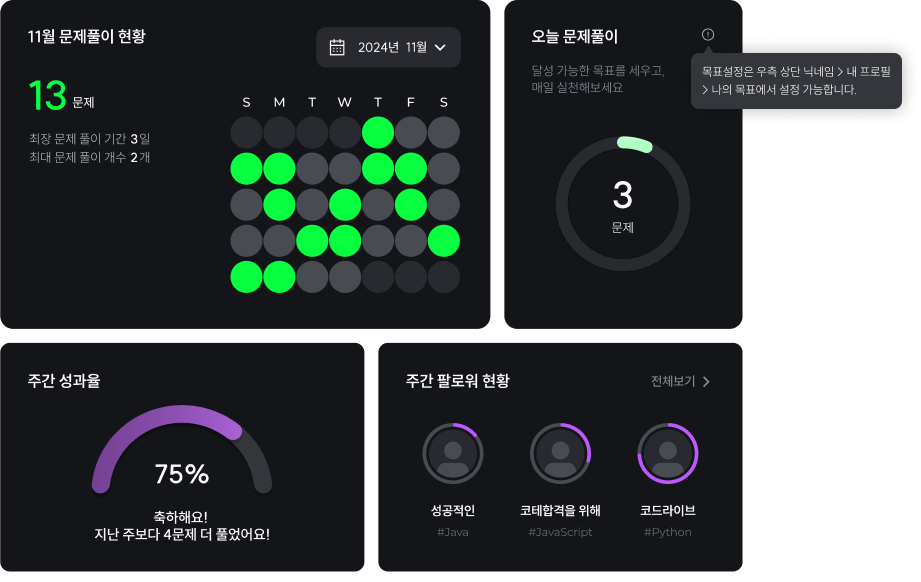 11월 문제풀이 현황
2024년 11월
13 문제
최장 문제 풀이 기간 3일
최대 문제 풀이 개수 2개
S M T W T F S
오늘 문제풀이
달성 가능한 목표를 세우고,
매일 실천해보세요
목표설정은 우측 상단 닉네임 > 내 프로필
> 나의 목표에서 설정 가능합니다.
3
문제
주간 성과율
75%
축하해요!
지난 주보다 4문제 더 풀었어요!
주간 팔로워 현황
전체보기 >
성공적인 코테합격을 위해 코드라이브
#Java #JavaScript #Python